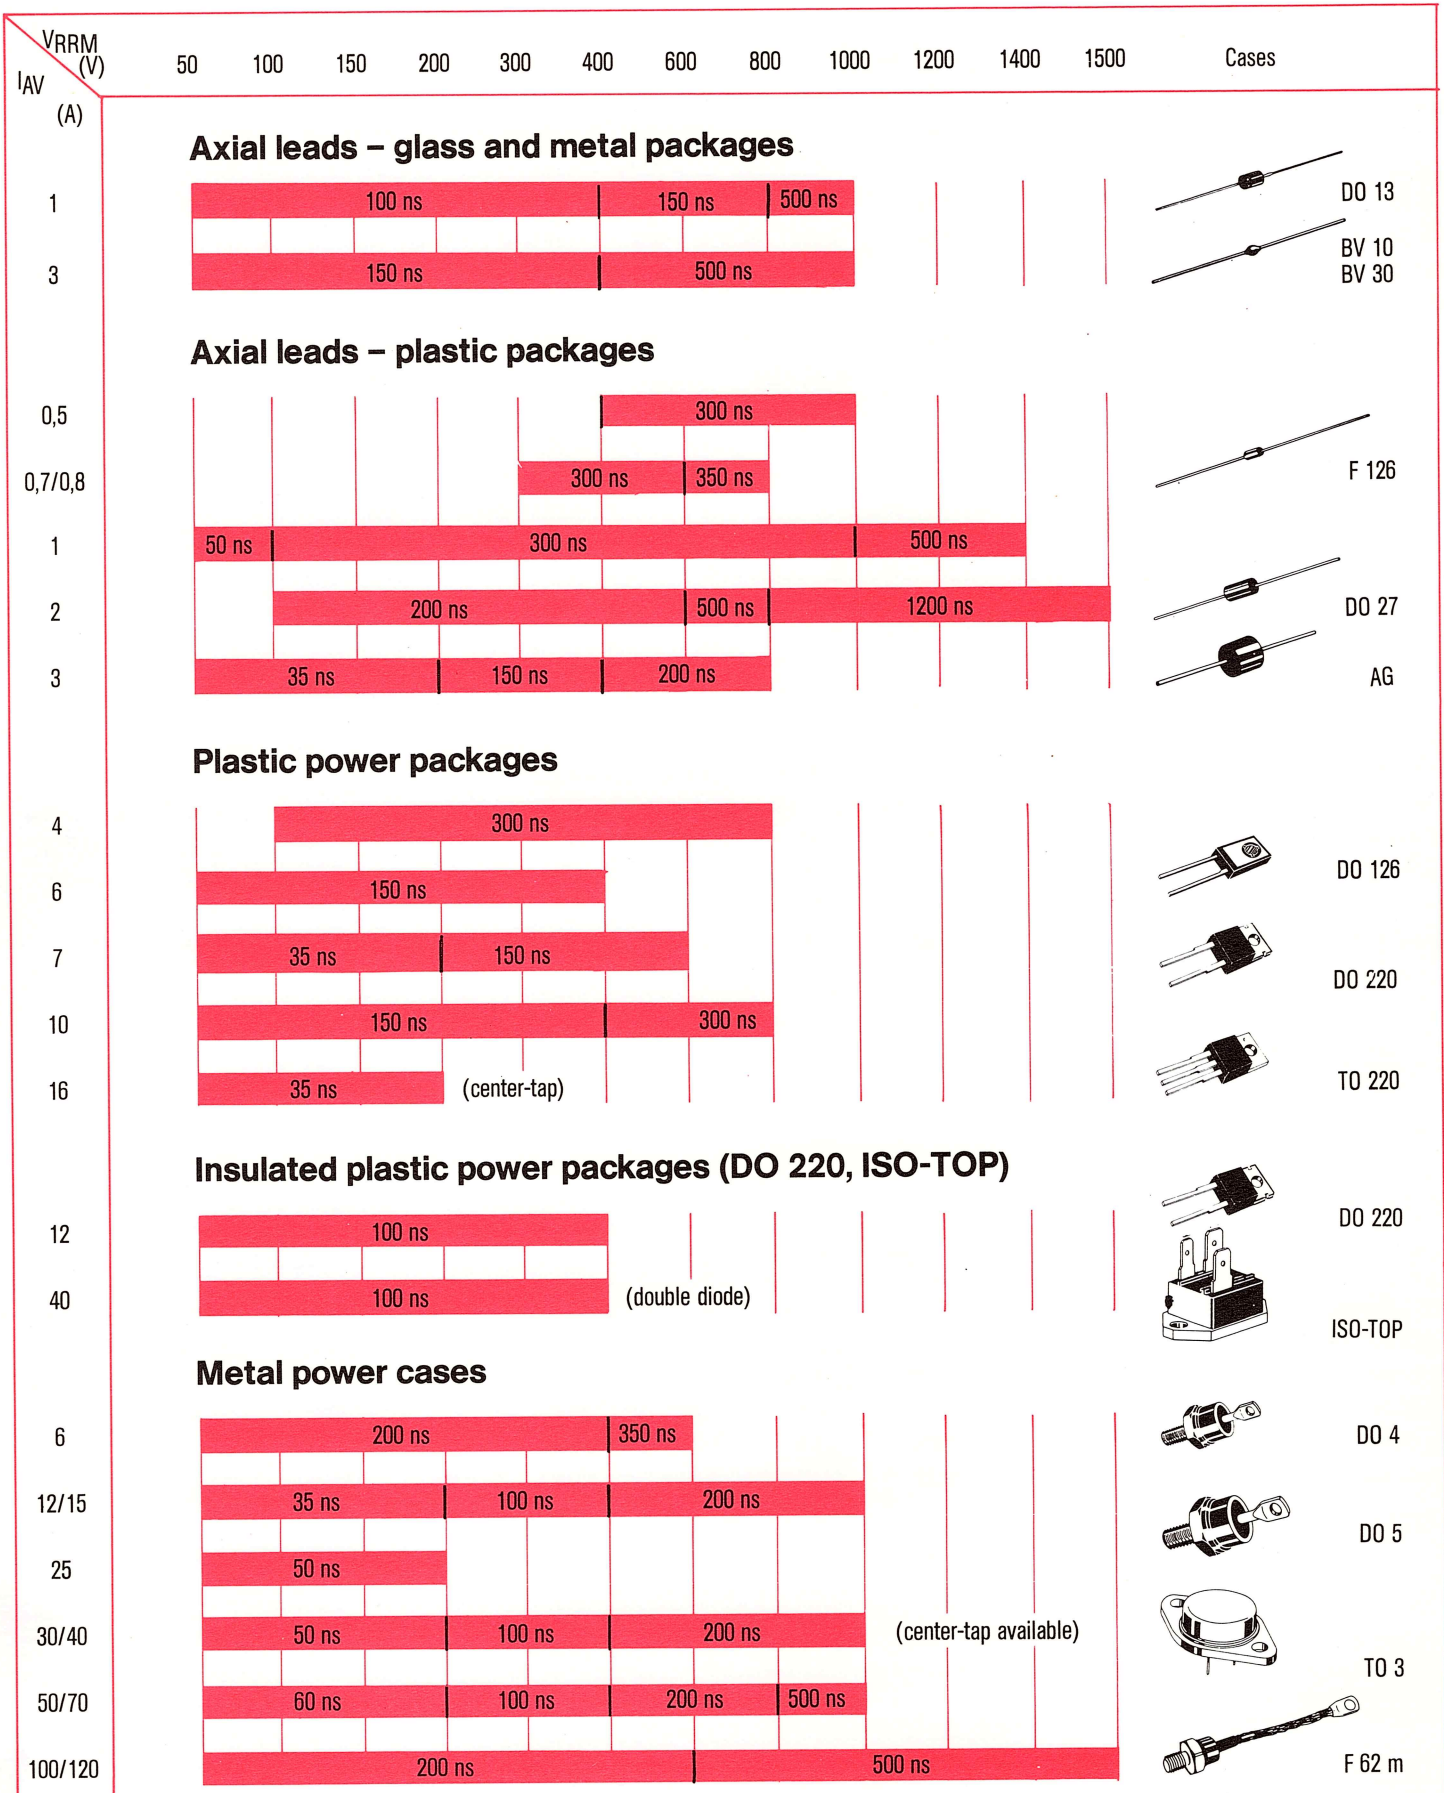 VRRM
(V)
IAV
(A)
50 100 150 200 300 400 600 800 1000 1200 1400 1500 Cases
Axial leads – glass and metal packages
1 100 ns 150 ns 500 ns DO 13
BV 10
3 150 ns 500 ns BV 30
Axial leads – plastic packages
0,5 300 ns
0,7/0,8 300 ns 350 ns F 126
1 50 ns 300 ns 500 ns
2 200 ns 500 ns 1200 ns DO 27
3 35 ns 150 ns 200 ns AG
Plastic power packages
4 300 ns
DO 126
6 150 ns
7 35 ns 150 ns
DO 220
10 150 ns 300 ns
16 35 ns (center-tap) TO 220
Insulated plastic power packages (DO 220, ISO-TOP)
12 100 ns DO 220
40 100 ns (double diode)
ISO-TOP
Metal power cases
6 200 ns 350 ns DO 4
12/15 35 ns 100 ns 200 ns
DO 5
25 50 ns
30/40 50 ns 100 ns 200 ns (center-tap available)
TO 3
50/70 60 ns 100 ns 200 ns 500 ns
100/120 200 ns 500 ns F 62 m